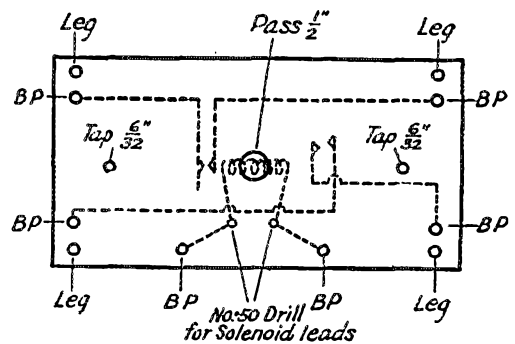 Leg
Pass 1/2"
Leg
BP
BP
Tap 6/32"
Tap 6/32"
BP
BP
Leg
BP
No. 50 Drill
for Solenoid leads
BP
Leg